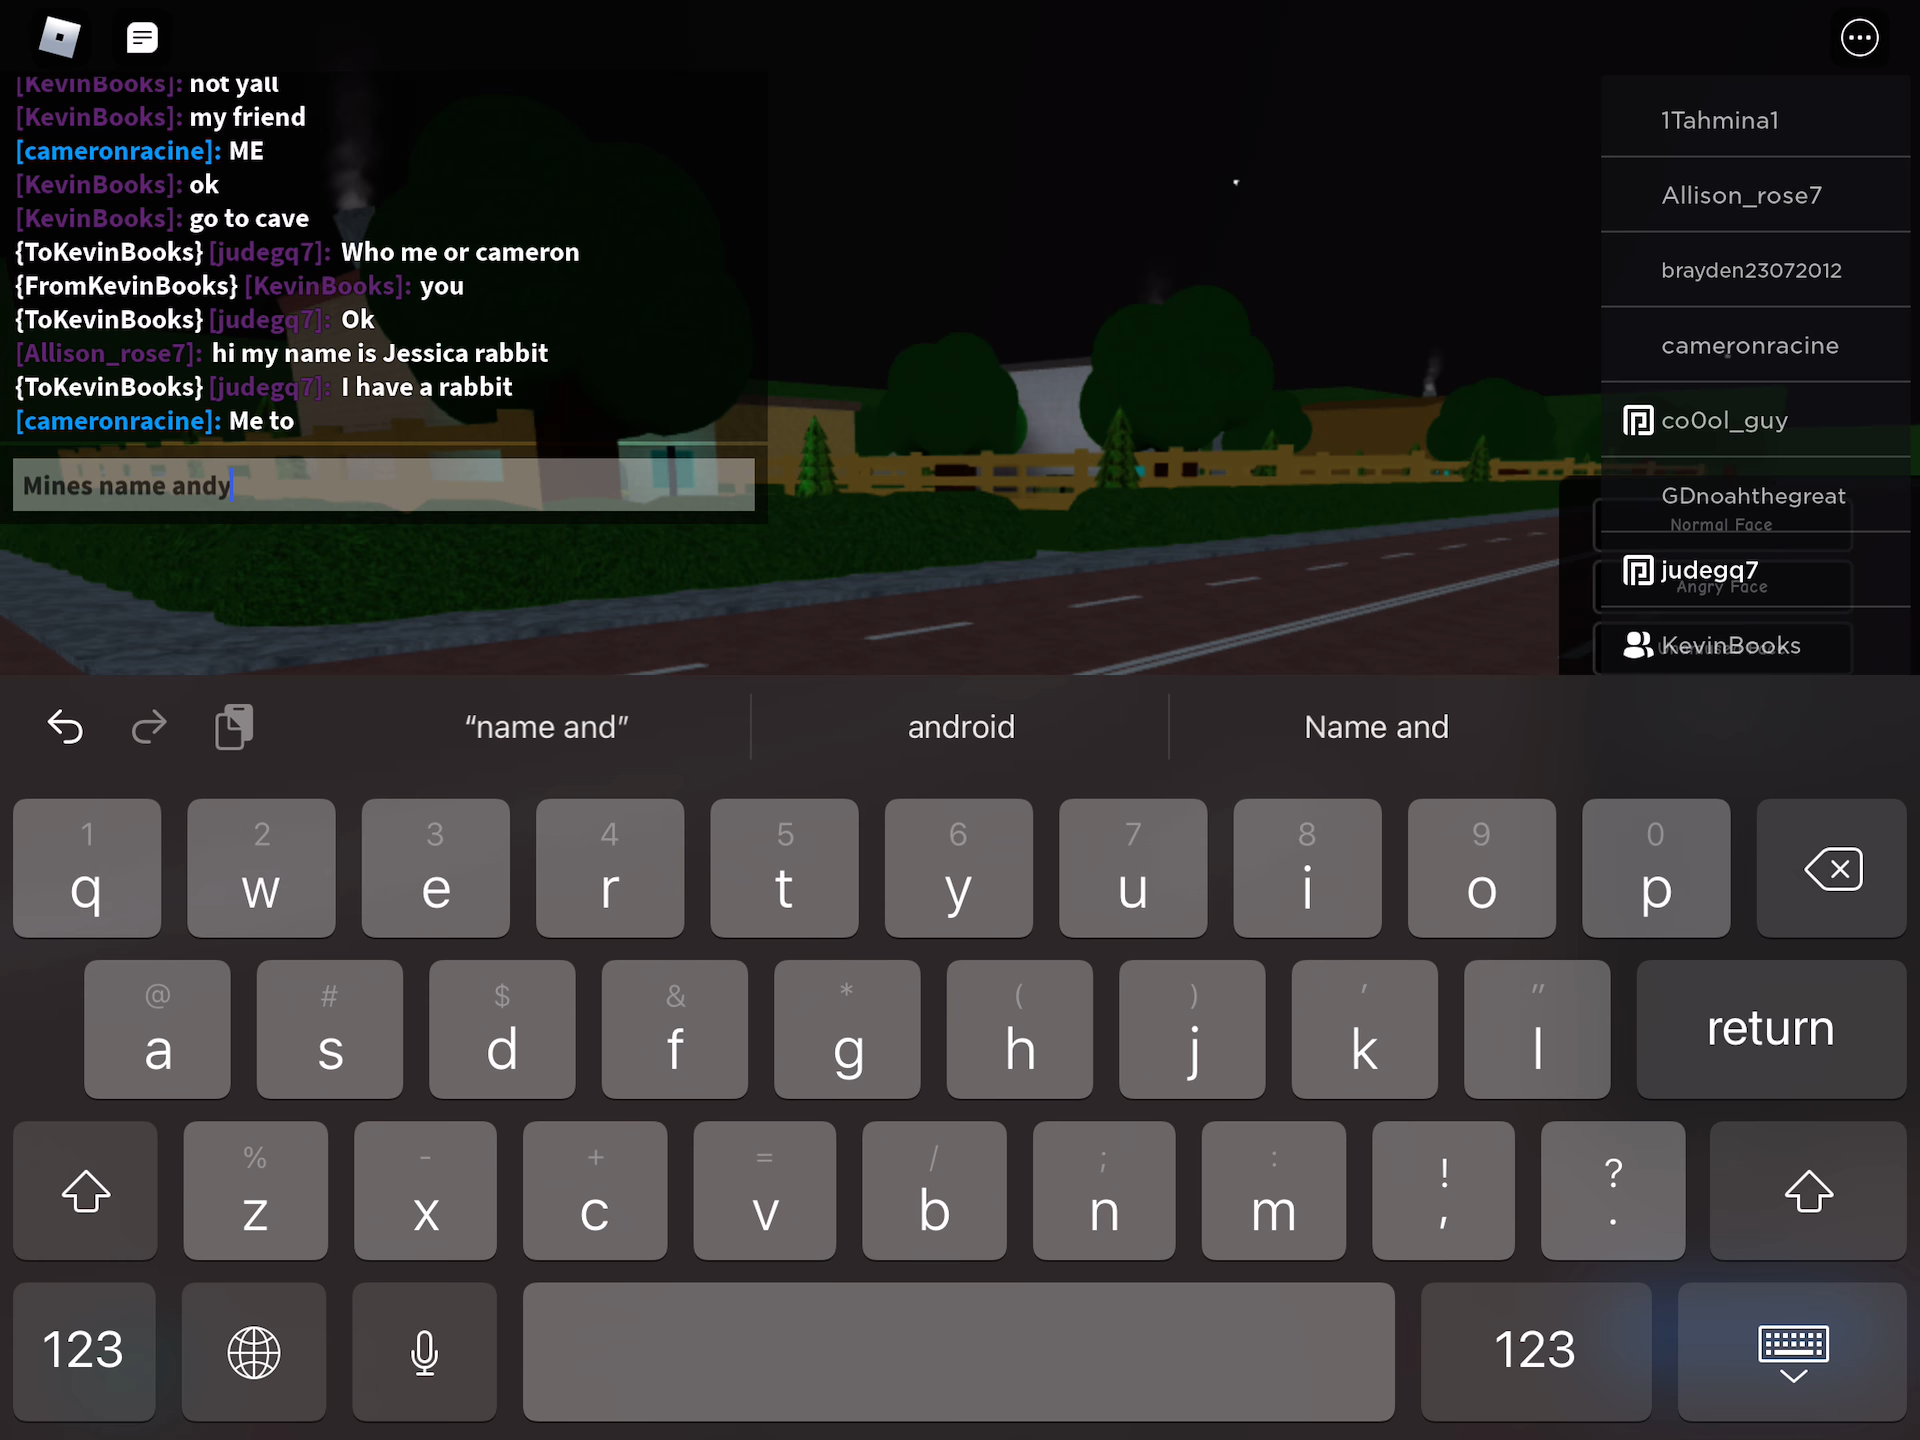 [KevinBooks]: not yall
[KevinBooks]: my friend
[cameronracine]: ME
[KevinBooks]: ok
[KevinBooks]: go to cave
{ToKevinBooks} [judegq7]: Who me or cameron
{FromKevinBooks} [KevinBooks]: you
{ToKevinBooks} [judegq7]: Ok
[Allison_rose7]: hi my name is Jessica rabbit
{ToKevinBooks} [judegq7]: I have a rabbit
[cameronracine]: Me to
Mines name andy
1Tahmina1
Allison_rose7
brayden23072012
cameronracine
co0ol_guy
GDnoahthegreat
Normal Face
judegq7
Angry Face
KevinBooks
“name and” android Name and
1 2 3 4 5 6 7 8 9 0
q w e r t y u i o p
@ # $ & * ( ) ' "
a s d f g h j k l return
% - + = / ; : ! ?
z x c v b n m , .
123 123